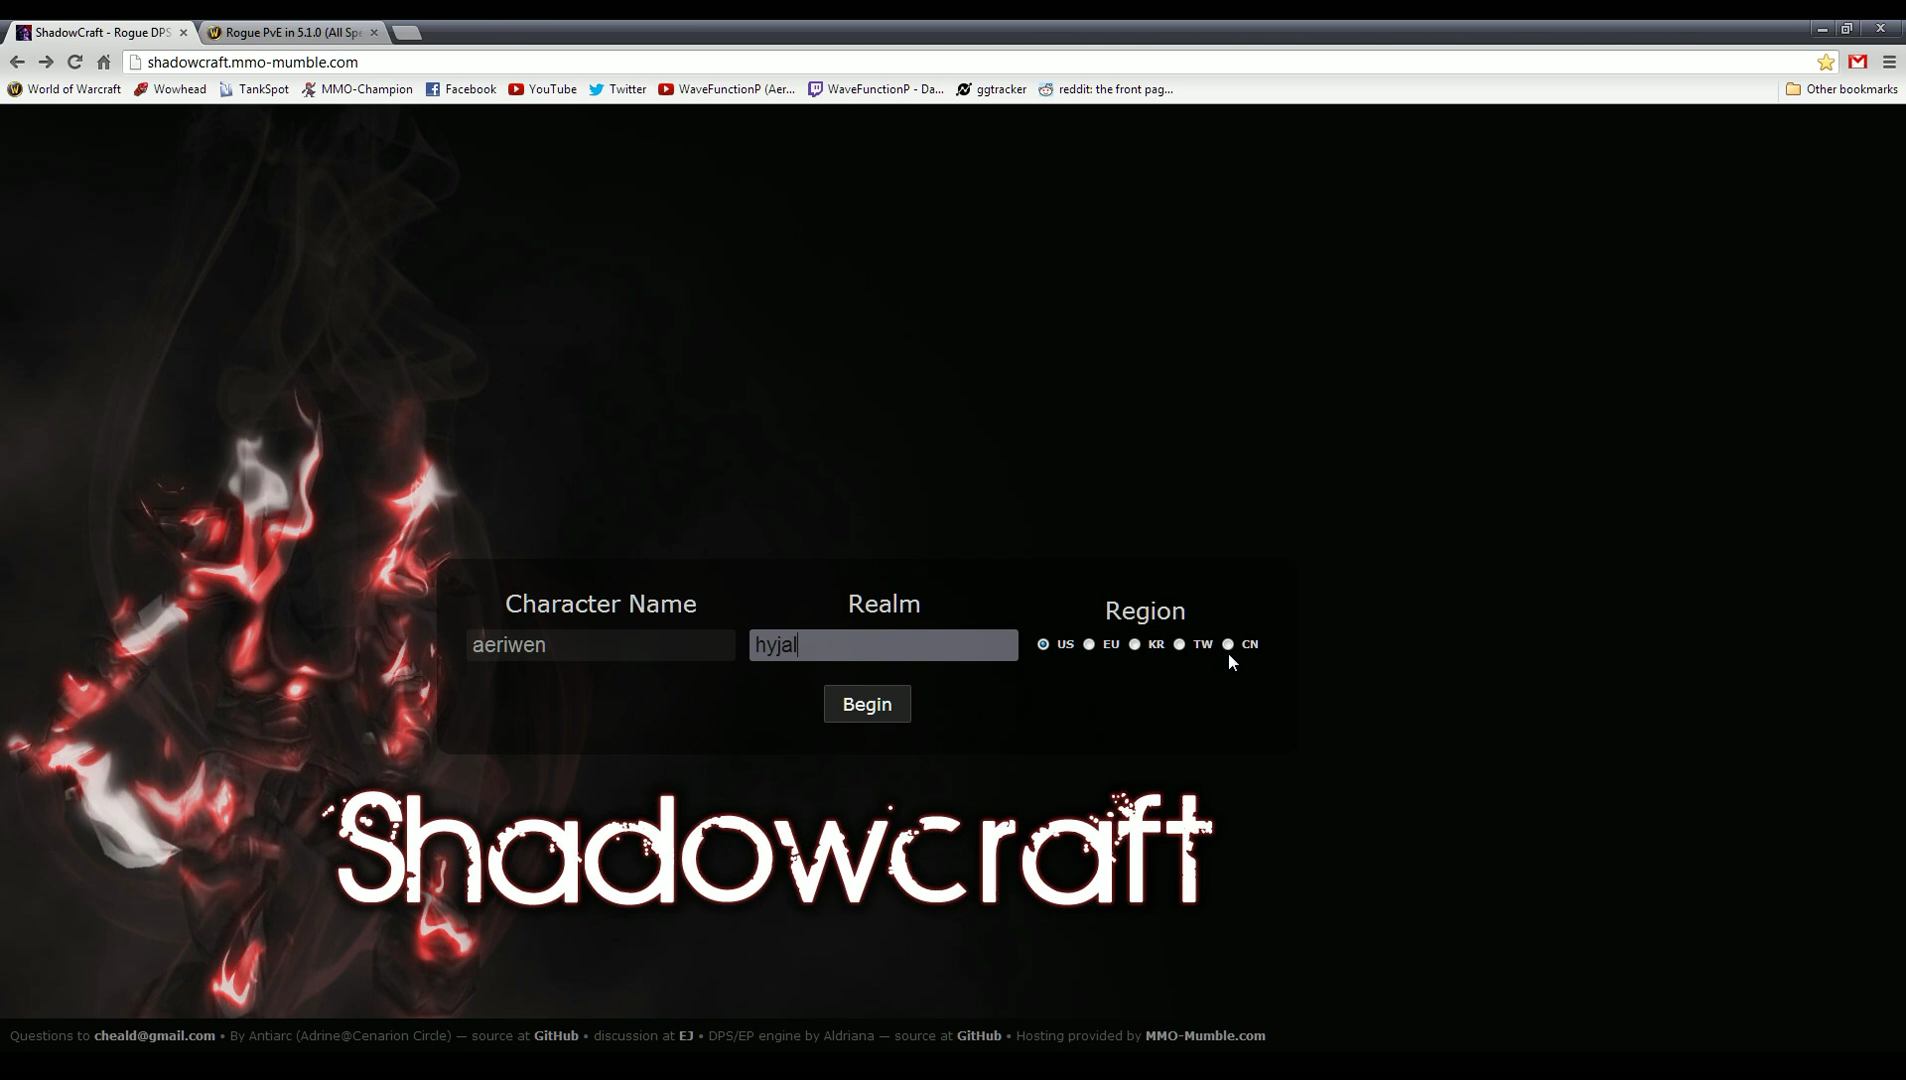 ShadowCraft - Rogue DPS
Rogue PvE in 5.1.0 (All Spe
shadowcraft.mmo-mumble.com
World of Warcraft
Wowhead
TankSpot
MMO-Champion
Facebook
YouTube
Twitter
WaveFunctionP (Aer...
WaveFunctionP - Da...
ggtracker
reddit: the front pag...
Other bookmarks
Character Name
Realm
Region
aeriwen
hyjal
US EU KR TW CN
Begin
Shadowcraft
Questions to cheald@gmail.com • By Antiarc (Adrine@Cenarion Circle) — source at GitHub • discussion at EJ • DPS/EP engine by Aldriana — source at GitHub • Hosting provided by MMO-Mumble.com